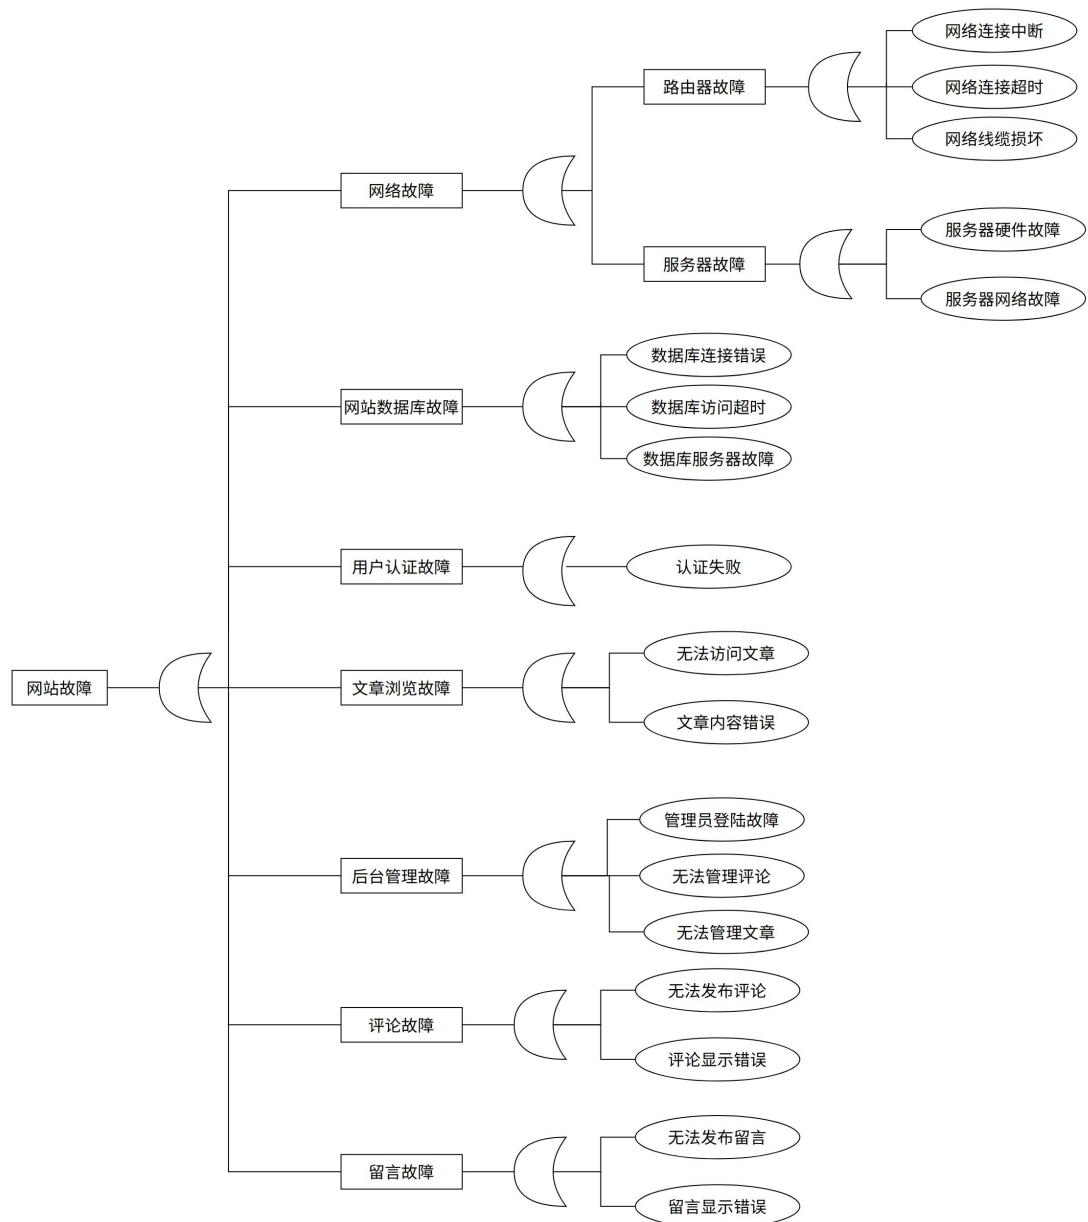 网络连接中断
路由器故障
网络连接超时
网络线缆损坏
网络故障
服务器硬件故障
服务器故障
服务器网络故障
数据库连接错误
网站数据库故障
数据库访问超时
数据库服务器故障
用户认证故障
认证失败
无法访问文章
网站故障
文章浏览故障
文章内容错误
管理员登陆故障
后台管理故障
无法管理评论
无法管理文章
无法发布评论
评论故障
评论显示错误
无法发布留言
留言故障
留言显示错误